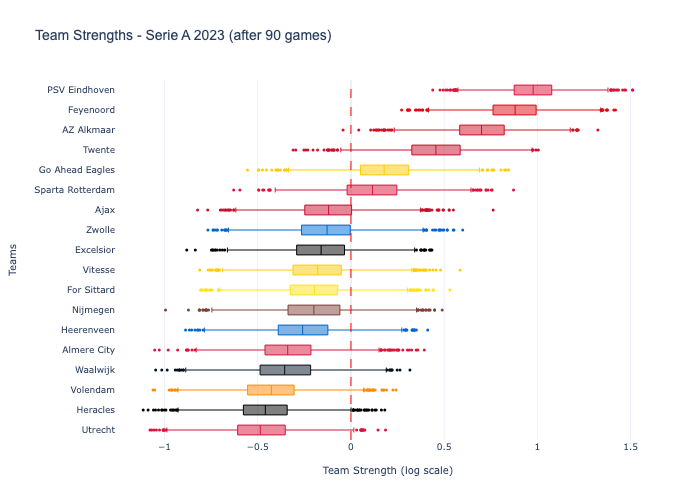 Team Strengths - Serie A 2023 (after 90 games)
PSV Eindhoven
Feyenoord
AZ Alkmaar
Twente
Go Ahead Eagles
Sparta Rotterdam
Ajax
Zwolle
Excelsior
Vitesse
For Sittard
Nijmegen
Heerenveen
Almere City
Waalwijk
Volendam
Heracles
Utrecht
Teams
−1 −0.5 0 0.5 1 1.5
Team Strength (log scale)